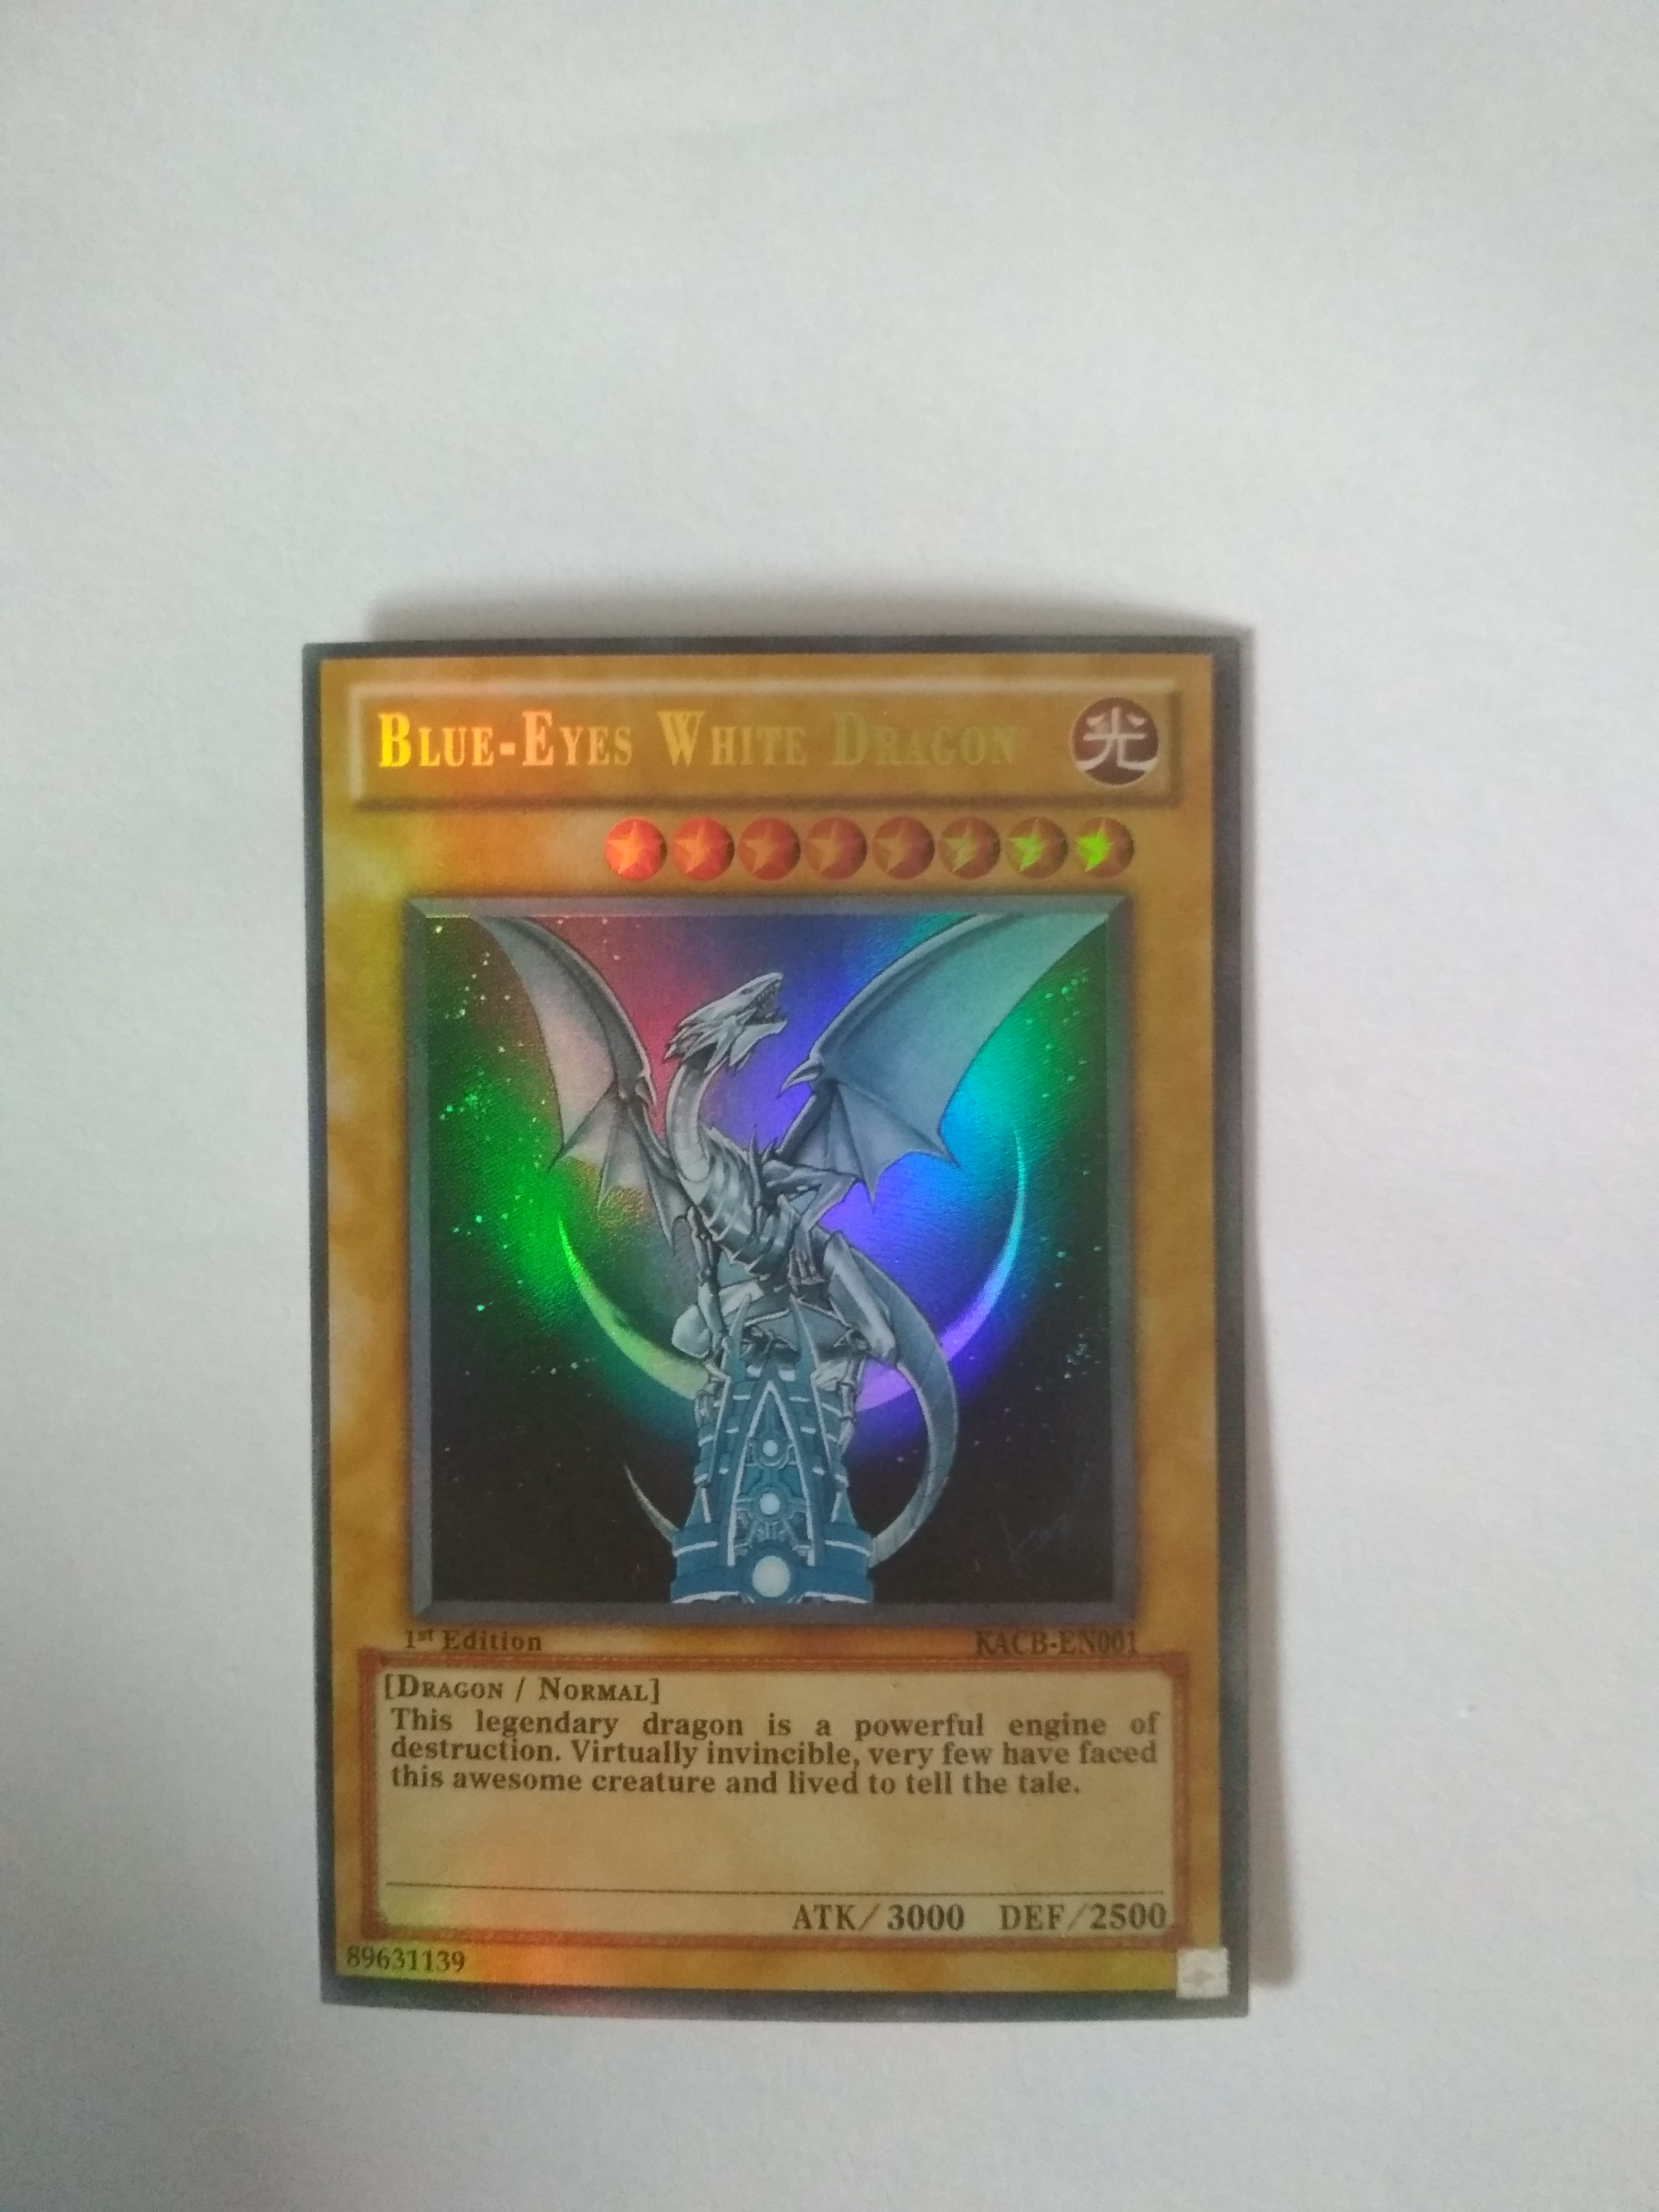 BLUE-EYES WHITE DRAGON 光
1st Edition KACB-EN001
[DRAGON / NORMAL]
This legendary dragon is a powerful engine of
destruction. Virtually invincible, very few have faced
this awesome creature and lived to tell the tale.
ATK/3000 DEF/2500
89631139